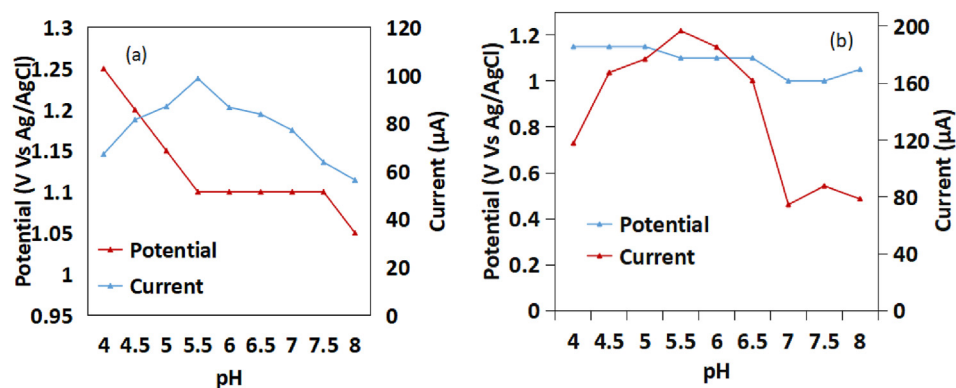 (a)
Potential (V Vs Ag/AgCl)
1.3
1.25
1.2
1.15
1.1
1.05
1
0.95
120
100
80
60
40
20
0
Current (µA)
Potential
Current
4 4.5 5 5.5 6 6.5 7 7.5 8
pH
(b)
Potential (V Vs Ag/AgCl)
1.2
1
0.8
0.6
0.4
0.2
0
200
160
120
80
40
0
Current (µA)
Potential
Current
4 4.5 5 5.5 6 6.5 7 7.5 8
pH